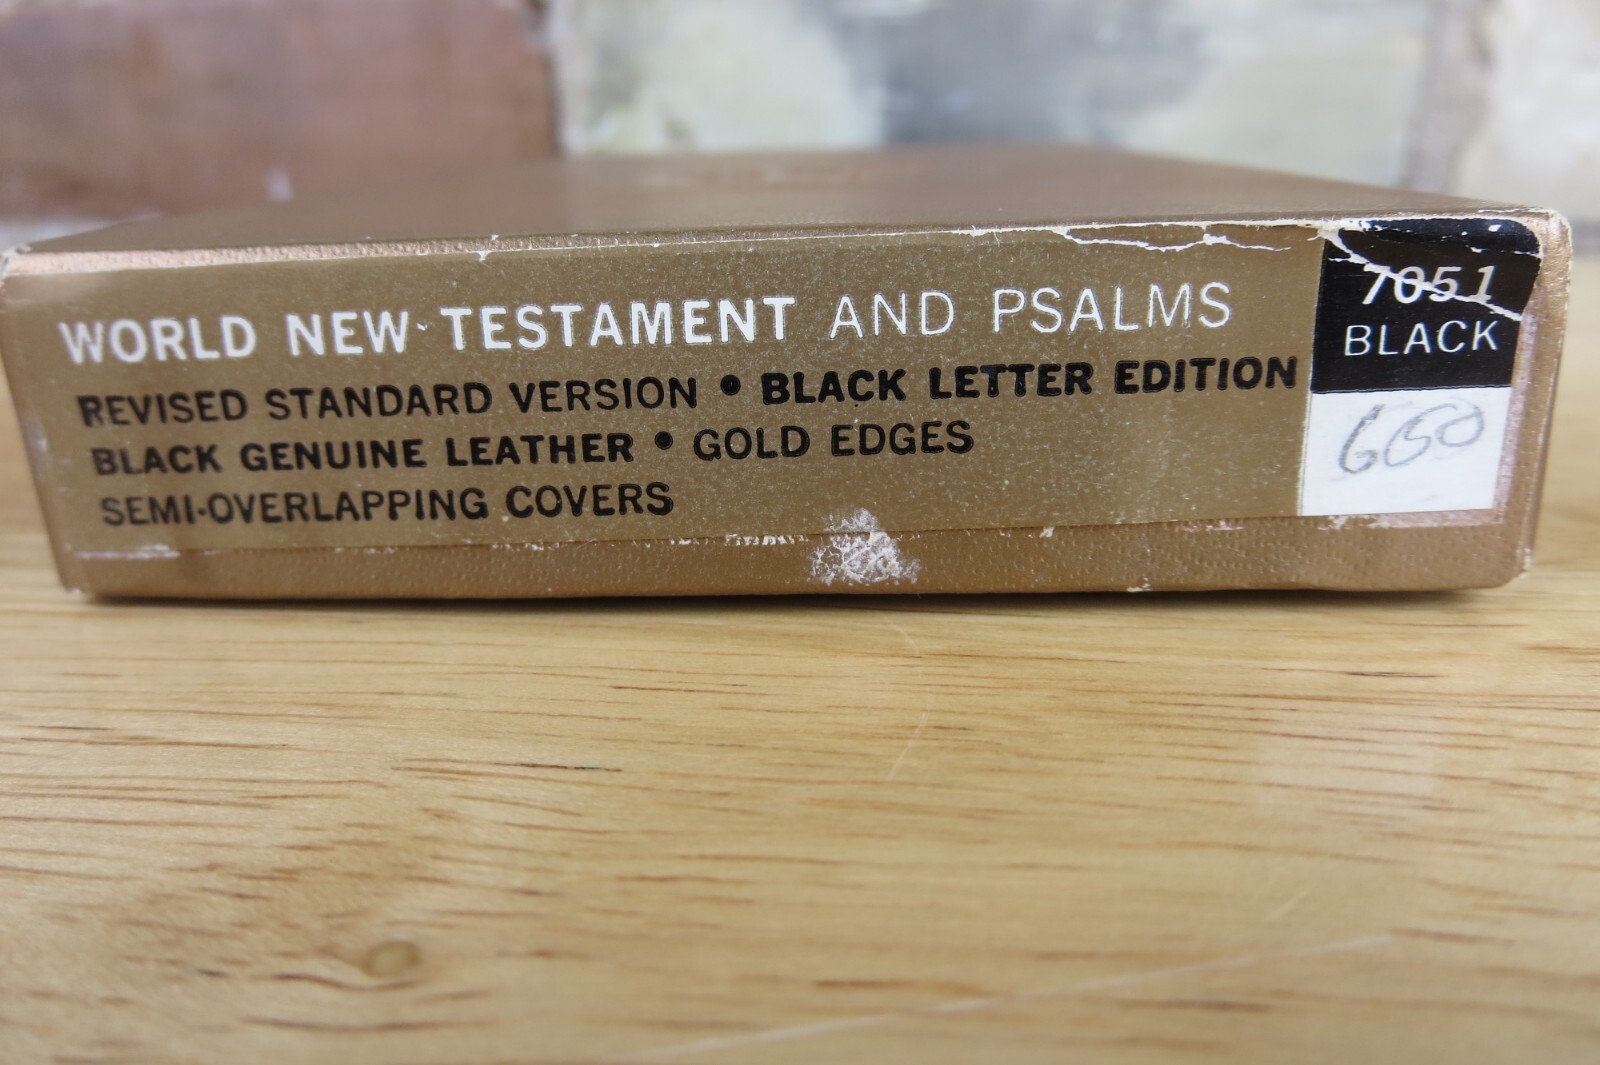 WORLD NEW TESTAMENT AND PSALMS
REVISED STANDARD VERSION • BLACK LETTER EDITION
BLACK GENUINE LEATHER • GOLD EDGES
SEMI-OVERLAPPING COVERS
7051
BLACK